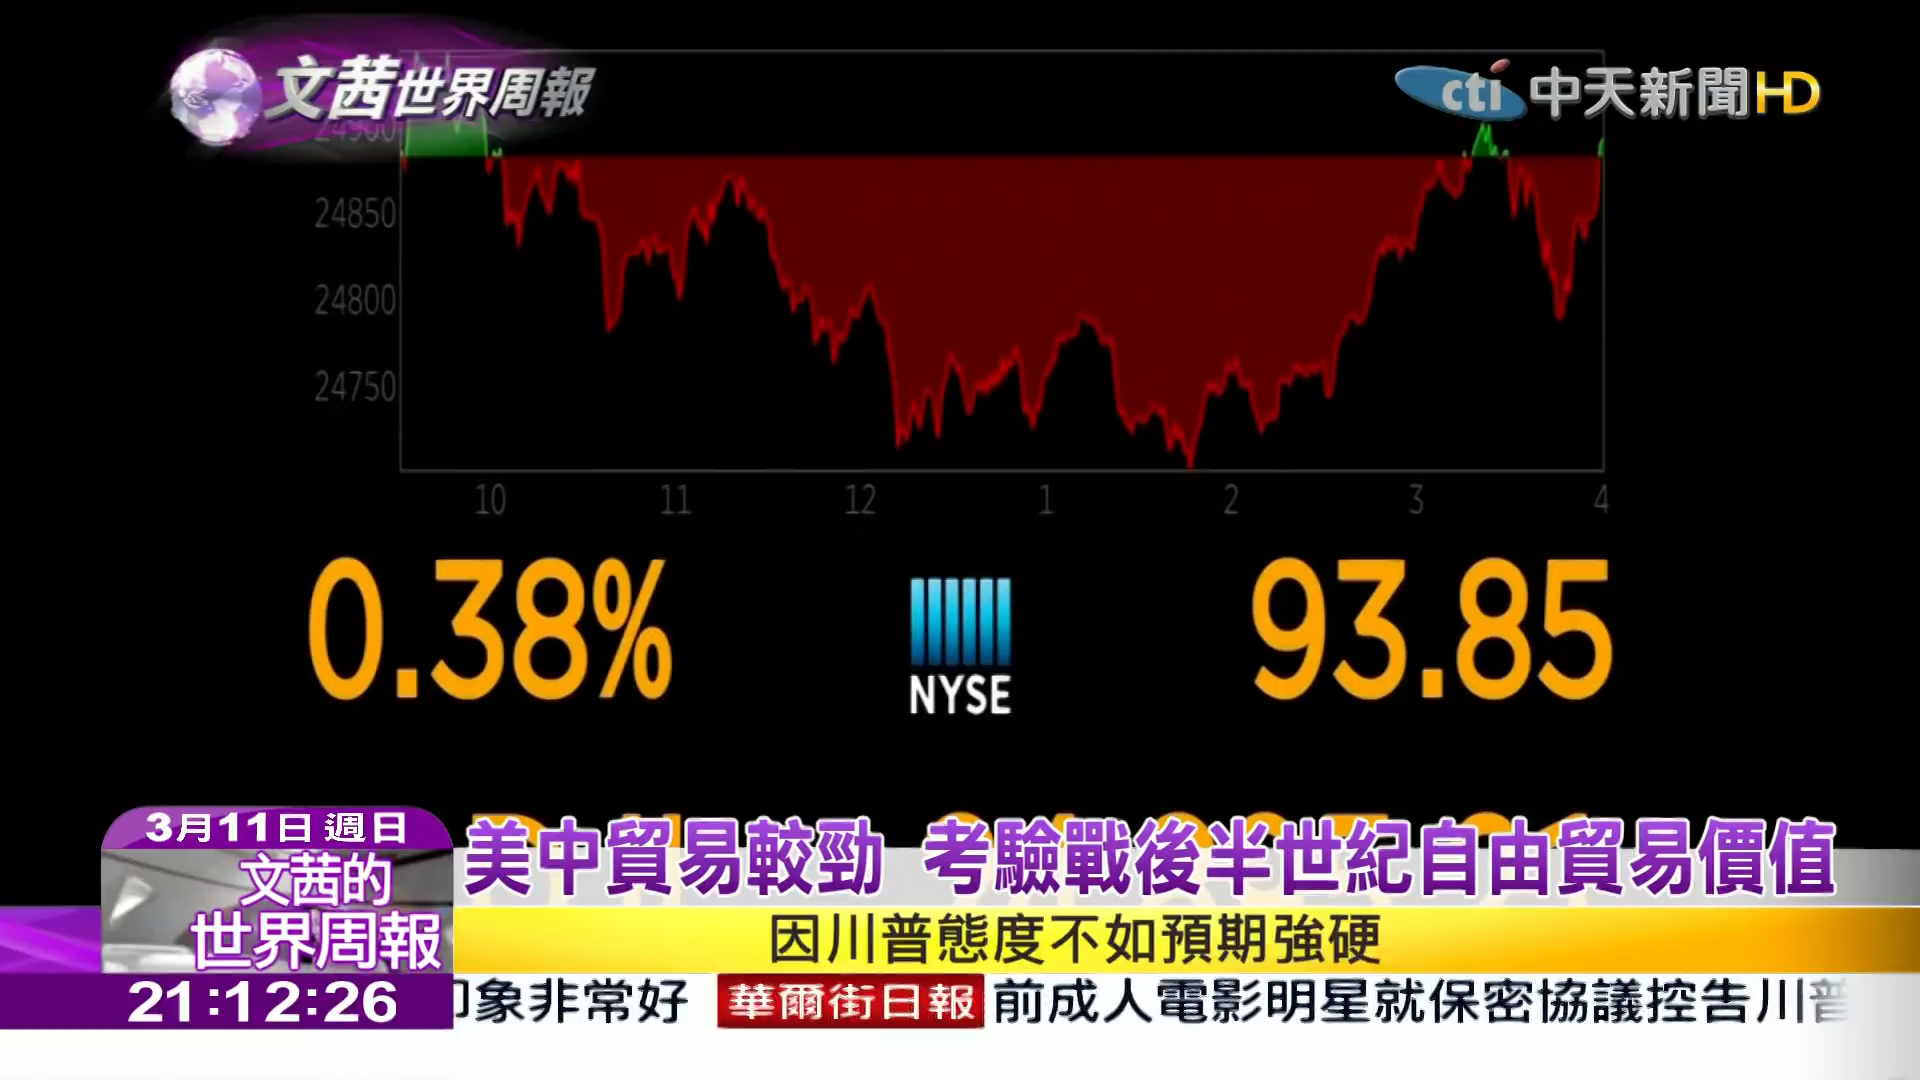 文茜世界周報
cti 中天新聞HD
24900
24850
24800
24750
10 11 12 1 2 3 4
0.38%
NYSE
93.85
3月11日 週日
文茜的
世界周報
美中貿易較勁 考驗戰後半世紀自由貿易價值
因川普態度不如預期強硬
21:12:26
印象非常好 華爾街日報 前成人電影明星就保密協議控告川普